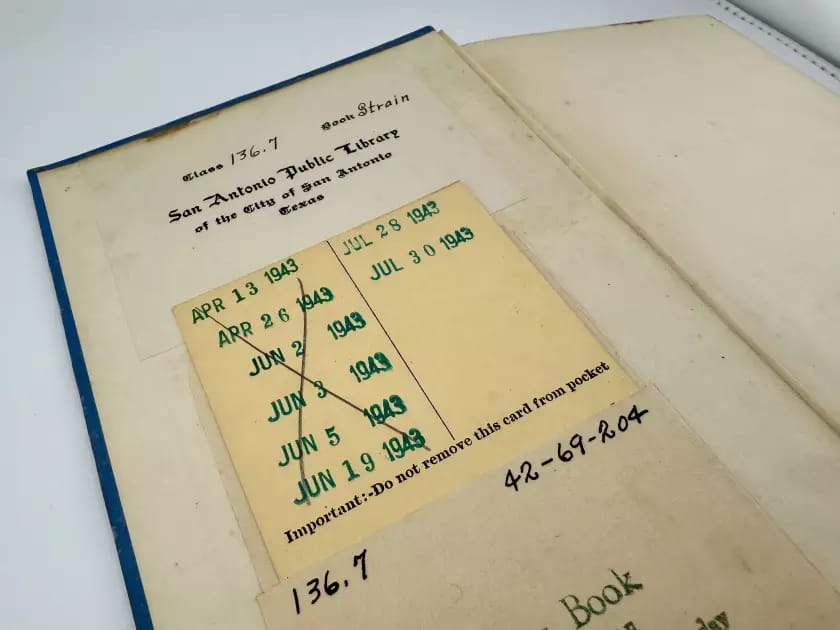 Class 136.7 Book Strain
San Antonio Public Library
of the City of San Antonio
Texas
APR 13 1943
APR 26 1943
JUN 2 1943
JUN 3 1943
JUN 5 1943
JUN 19 1943
JUL 28 1943
JUL 30 1943
Important:-Do not remove this card from pocket
42-69-204
136.7
Book